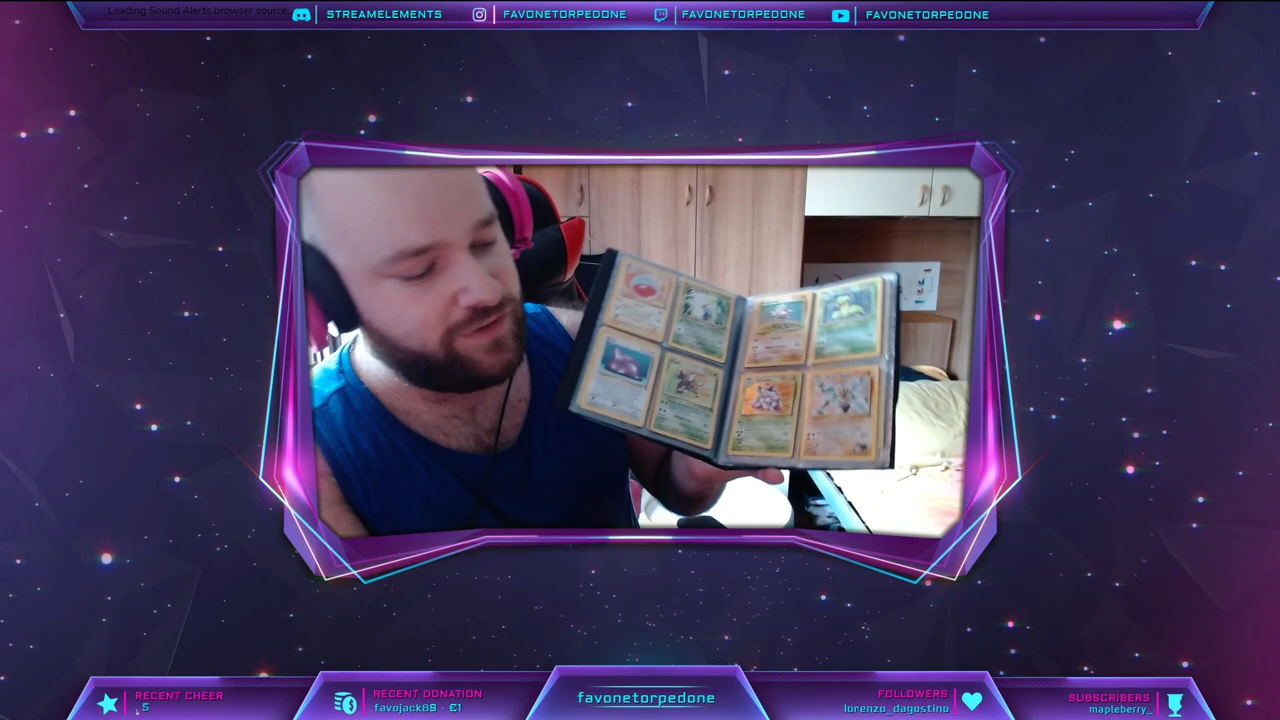 Loading Sound Alerts browser source.
STREAMELEMENTS
FAVONETORPEDONE
FAVONETORPEDONE
FAVONETORPEDONE
RECENT CHEER
: 5
RECENT DONATION
favojack89 - €1
favonetorpedone
FOLLOWERS
lorenzo_dagostino
SUBSCRIBERS
mapleberry_